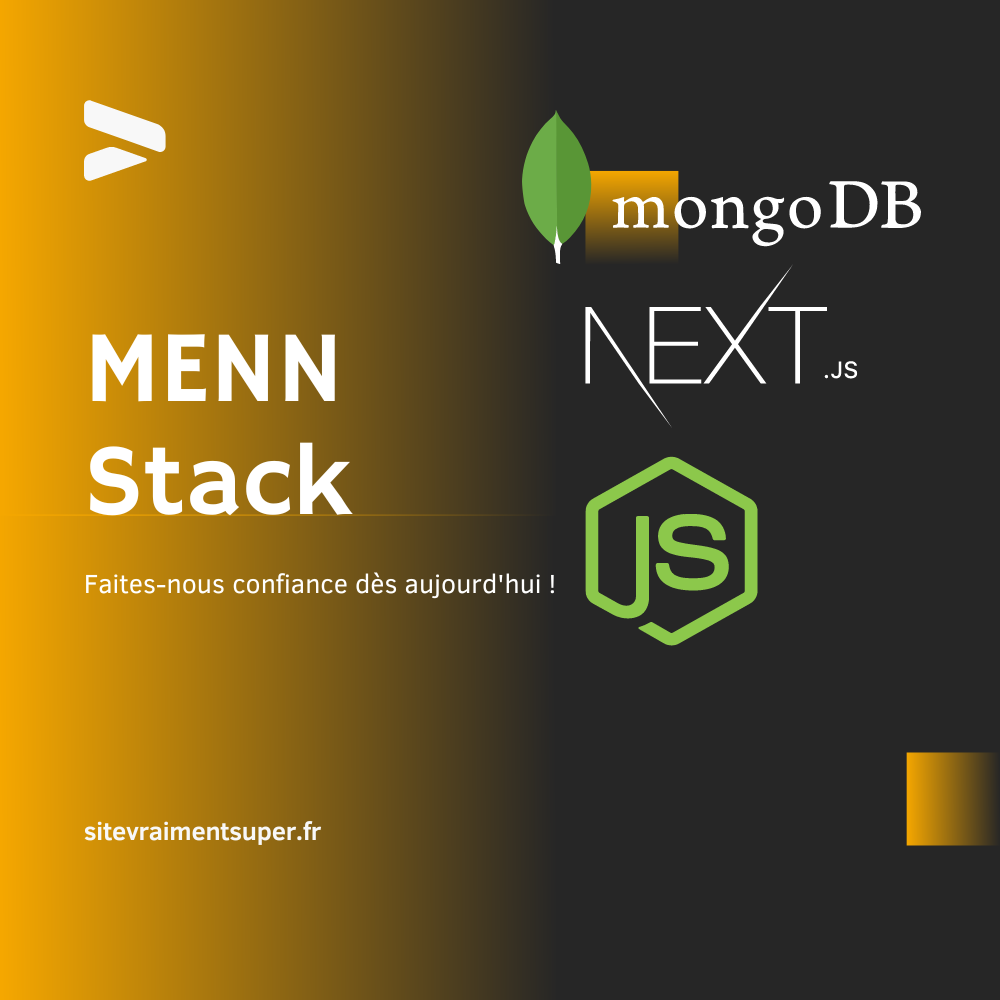 mongoDB
NEXT.JS
MENN
Stack
JS
Faites-nous confiance dès aujourd'hui !
sitevraimentsuper.fr